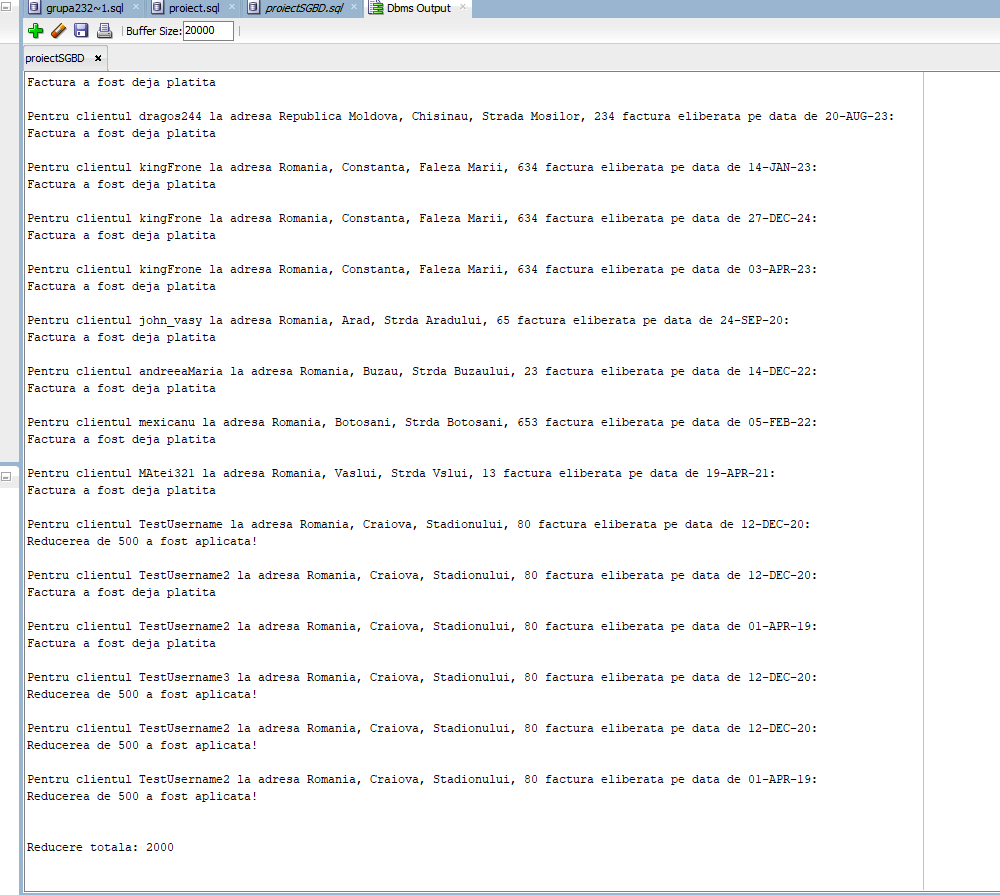 grupa232~1.sql
proiect.sql
proiectSGBD.sql
Dbms Output
Buffer Size: 20000
proiectSGBD
Factura a fost deja platita
Pentru clientul dragos244 la adresa Republica Moldova, Chisinau, Strada Mosilor, 234 factura eliberata pe data de 20-AUG-23:
Factura a fost deja platita
Pentru clientul kingFrone la adresa Romania, Constanta, Faleza Marii, 634 factura eliberata pe data de 14-JAN-23:
Factura a fost deja platita
Pentru clientul kingFrone la adresa Romania, Constanta, Faleza Marii, 634 factura eliberata pe data de 27-DEC-24:
Factura a fost deja platita
Pentru clientul kingFrone la adresa Romania, Constanta, Faleza Marii, 634 factura eliberata pe data de 03-APR-23:
Factura a fost deja platita
Pentru clientul john_vasy la adresa Romania, Arad, Strda Aradului, 65 factura eliberata pe data de 24-SEP-20:
Factura a fost deja platita
Pentru clientul andreeaMaria la adresa Romania, Buzau, Strda Buzaului, 23 factura eliberata pe data de 14-DEC-22:
Factura a fost deja platita
Pentru clientul mexicanu la adresa Romania, Botosani, Strda Botosani, 653 factura eliberata pe data de 05-FEB-22:
Factura a fost deja platita
Pentru clientul MAtei321 la adresa Romania, Vaslui, Strda Vslui, 13 factura eliberata pe data de 19-APR-21:
Factura a fost deja platita
Pentru clientul TestUsername la adresa Romania, Craiova, Stadionului, 80 factura eliberata pe data de 12-DEC-20:
Reducerea de 500 a fost aplicata!
Pentru clientul TestUsername2 la adresa Romania, Craiova, Stadionului, 80 factura eliberata pe data de 12-DEC-20:
Factura a fost deja platita
Pentru clientul TestUsername2 la adresa Romania, Craiova, Stadionului, 80 factura eliberata pe data de 01-APR-19:
Factura a fost deja platita
Pentru clientul TestUsername3 la adresa Romania, Craiova, Stadionului, 80 factura eliberata pe data de 12-DEC-20:
Reducerea de 500 a fost aplicata!
Pentru clientul TestUsername2 la adresa Romania, Craiova, Stadionului, 80 factura eliberata pe data de 12-DEC-20:
Reducerea de 500 a fost aplicata!
Pentru clientul TestUsername2 la adresa Romania, Craiova, Stadionului, 80 factura eliberata pe data de 01-APR-19:
Reducerea de 500 a fost aplicata!
Reducere totala: 2000